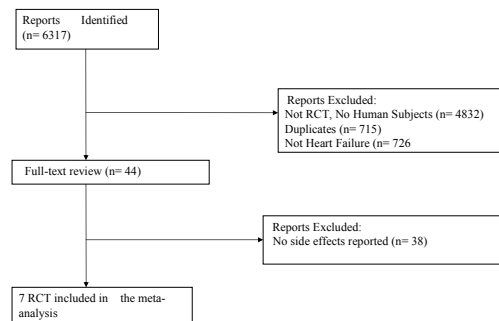 Reports Identified
(n= 6317)
Reports Excluded:
Not RCT, No Human Subjects (n= 4832)
Duplicates (n= 715)
Not Heart Failure (n= 726
Full-text review (n= 44)
Reports Excluded:
No side effects reported (n= 38)
7 RCT included in the meta-
analysis